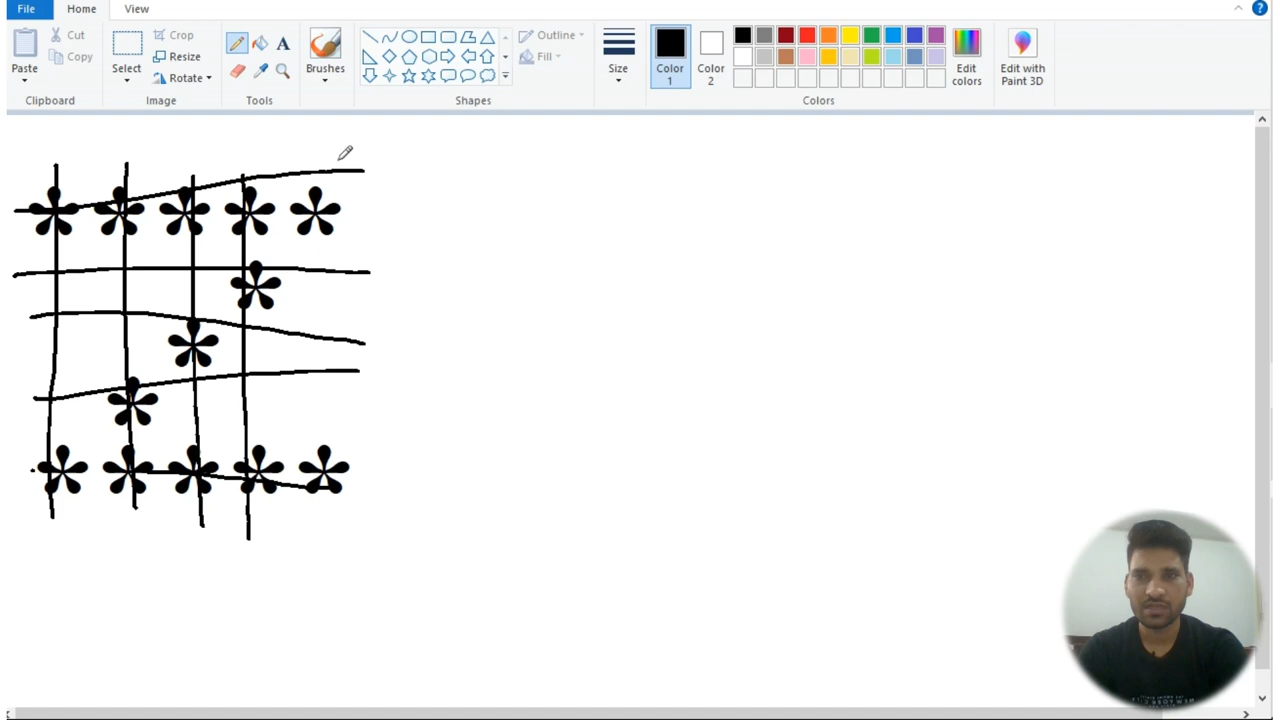 File Home View
Paste Cut Copy Select Crop Resize Rotate A Brushes Outline Fill Size Color 1 Color 2 Edit colors Edit with Paint 3D
Clipboard Image Tools Shapes Colors
* * * * *
*
*
*
* * * * *